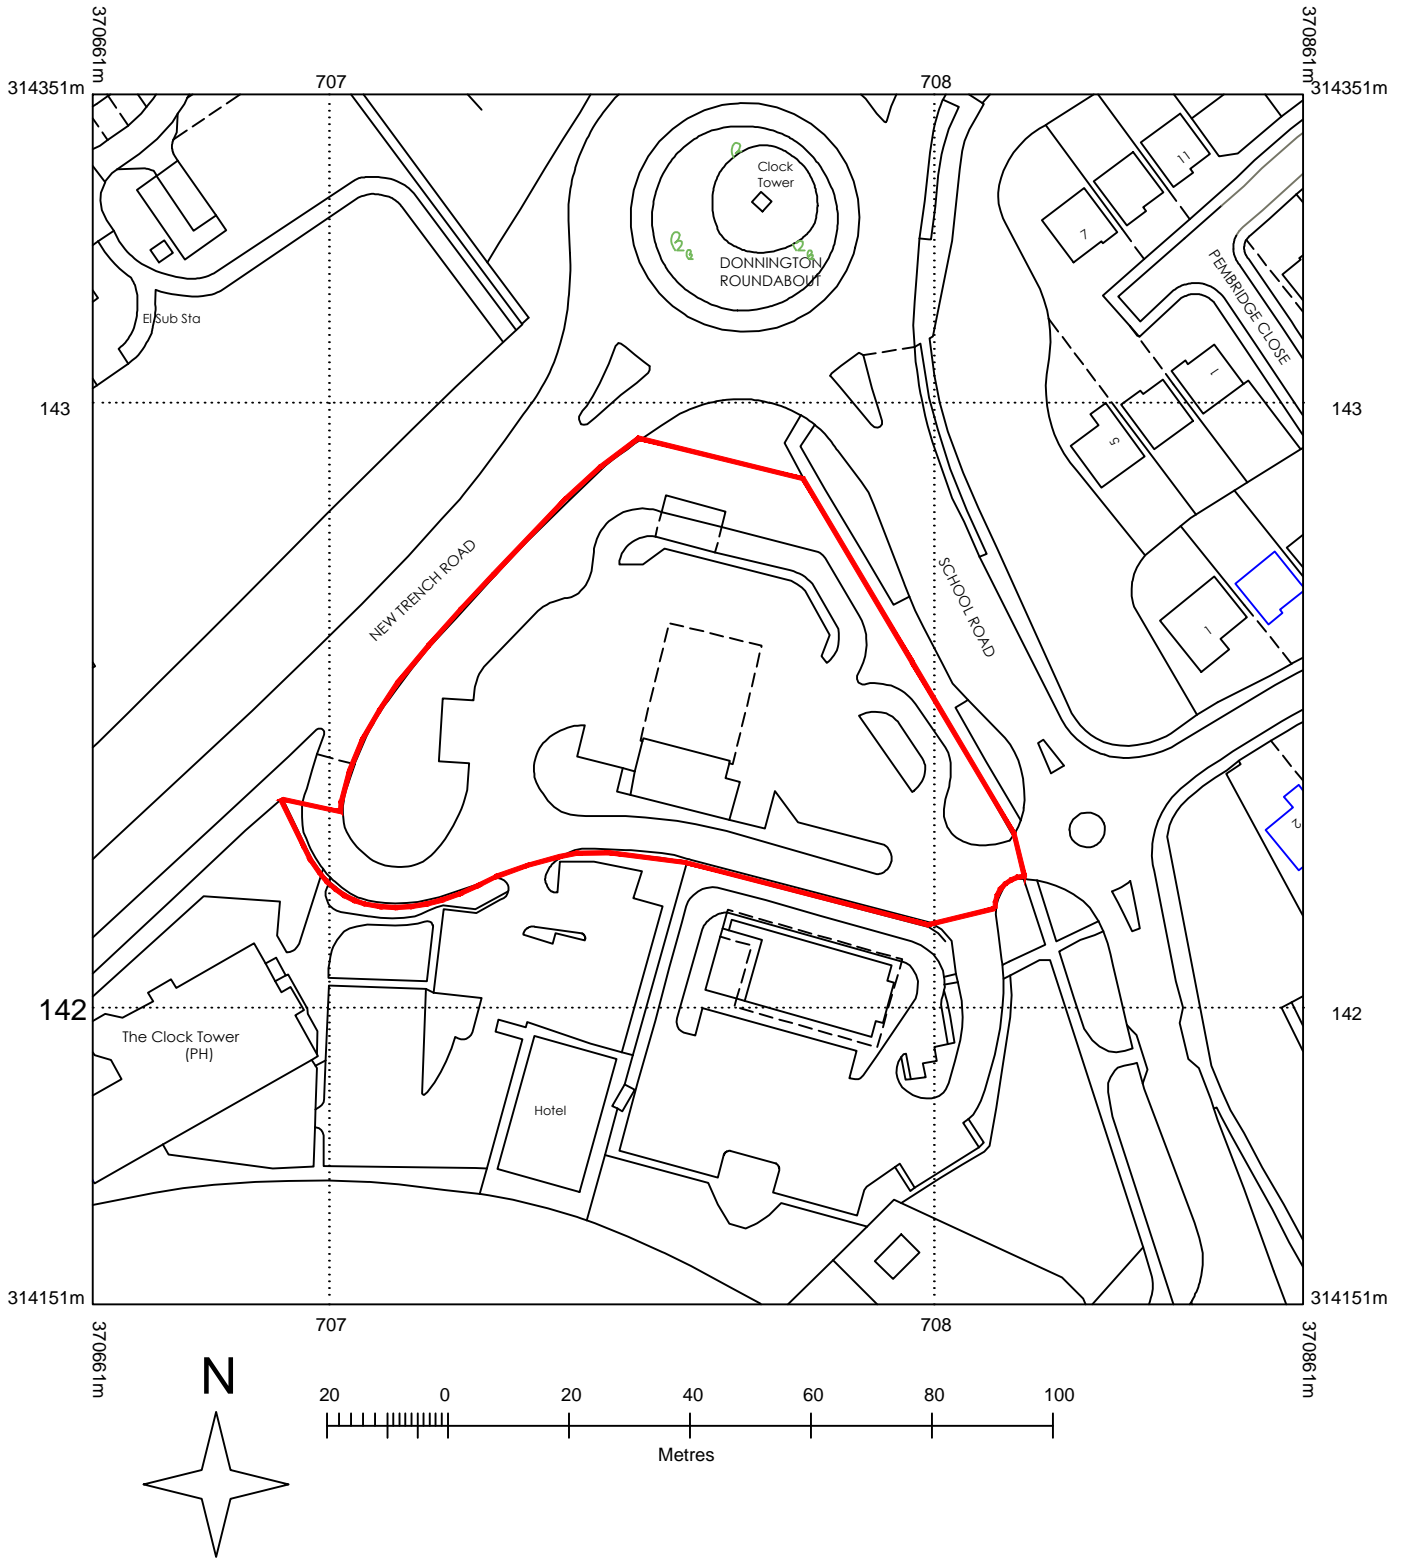 370661m
370861m
314351m
707
708
314351m
Clock
Tower
11
7
DONNINGTON
ROUNDABOUT
PEMBRIDGE CLOSE
El Sub Sta
1
143
143
5
NEW TRENCH ROAD
SCHOOL ROAD
1
2
142
142
The Clock Tower
(PH)
Hotel
314151m
314151m
707
708
370661m
370861m
N
20
0
20
40
60
80
100
Metres